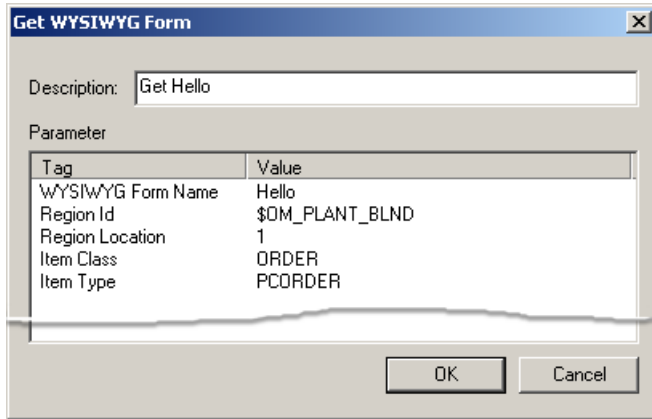 Get WYSIWYG Form
Description: Get Hello
Parameter
Tag Value
WYSIWYG Form Name Hello
Region Id $OM_PLANT_BLND
Region Location 1
Item Class ORDER
Item Type PCORDER
OK Cancel